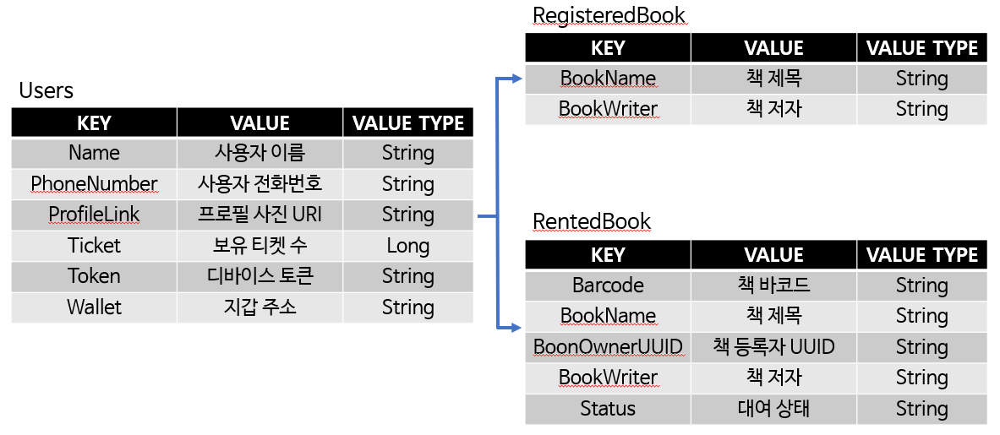 Users
KEY VALUE VALUE TYPE
Name 사용자 이름 String
PhoneNumber 사용자 전화번호 String
ProfileLink 프로필 사진 URI String
Ticket 보유 티켓 수 Long
Token 디바이스 토큰 String
Wallet 지갑 주소 String
RegisteredBook
KEY VALUE VALUE TYPE
BookName 책 제목 String
BookWriter 책 저자 String
RentedBook
KEY VALUE VALUE TYPE
Barcode 책 바코드 String
BookName 책 제목 String
BoonOwnerUUID 책 등록자 UUID String
BookWriter 책 저자 String
Status 대여 상태 String